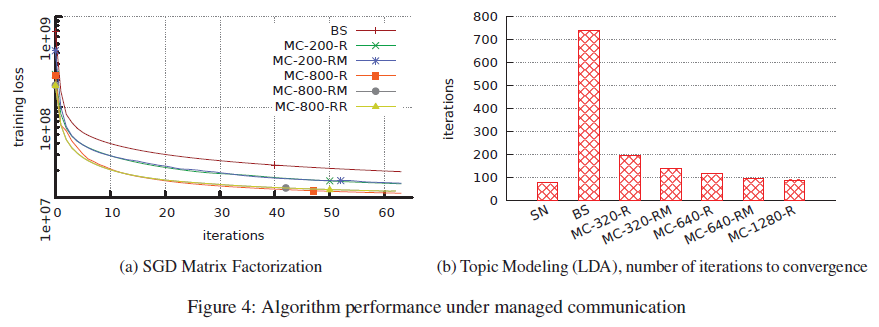 1e+09
1e+08
1e+07
training loss
BS
MC-200-R
MC-200-RM
MC-800-R
MC-800-RM
MC-800-RR
0 10 20 30 40 50 60
iterations
(a) SGD Matrix Factorization
800
700
600
500
400
300
200
100
0
iterations
SN BS MC-320-R MC-320-RM MC-640-R MC-640-RM MC-1280-R
(b) Topic Modeling (LDA), number of iterations to convergence
Figure 4: Algorithm performance under managed communication